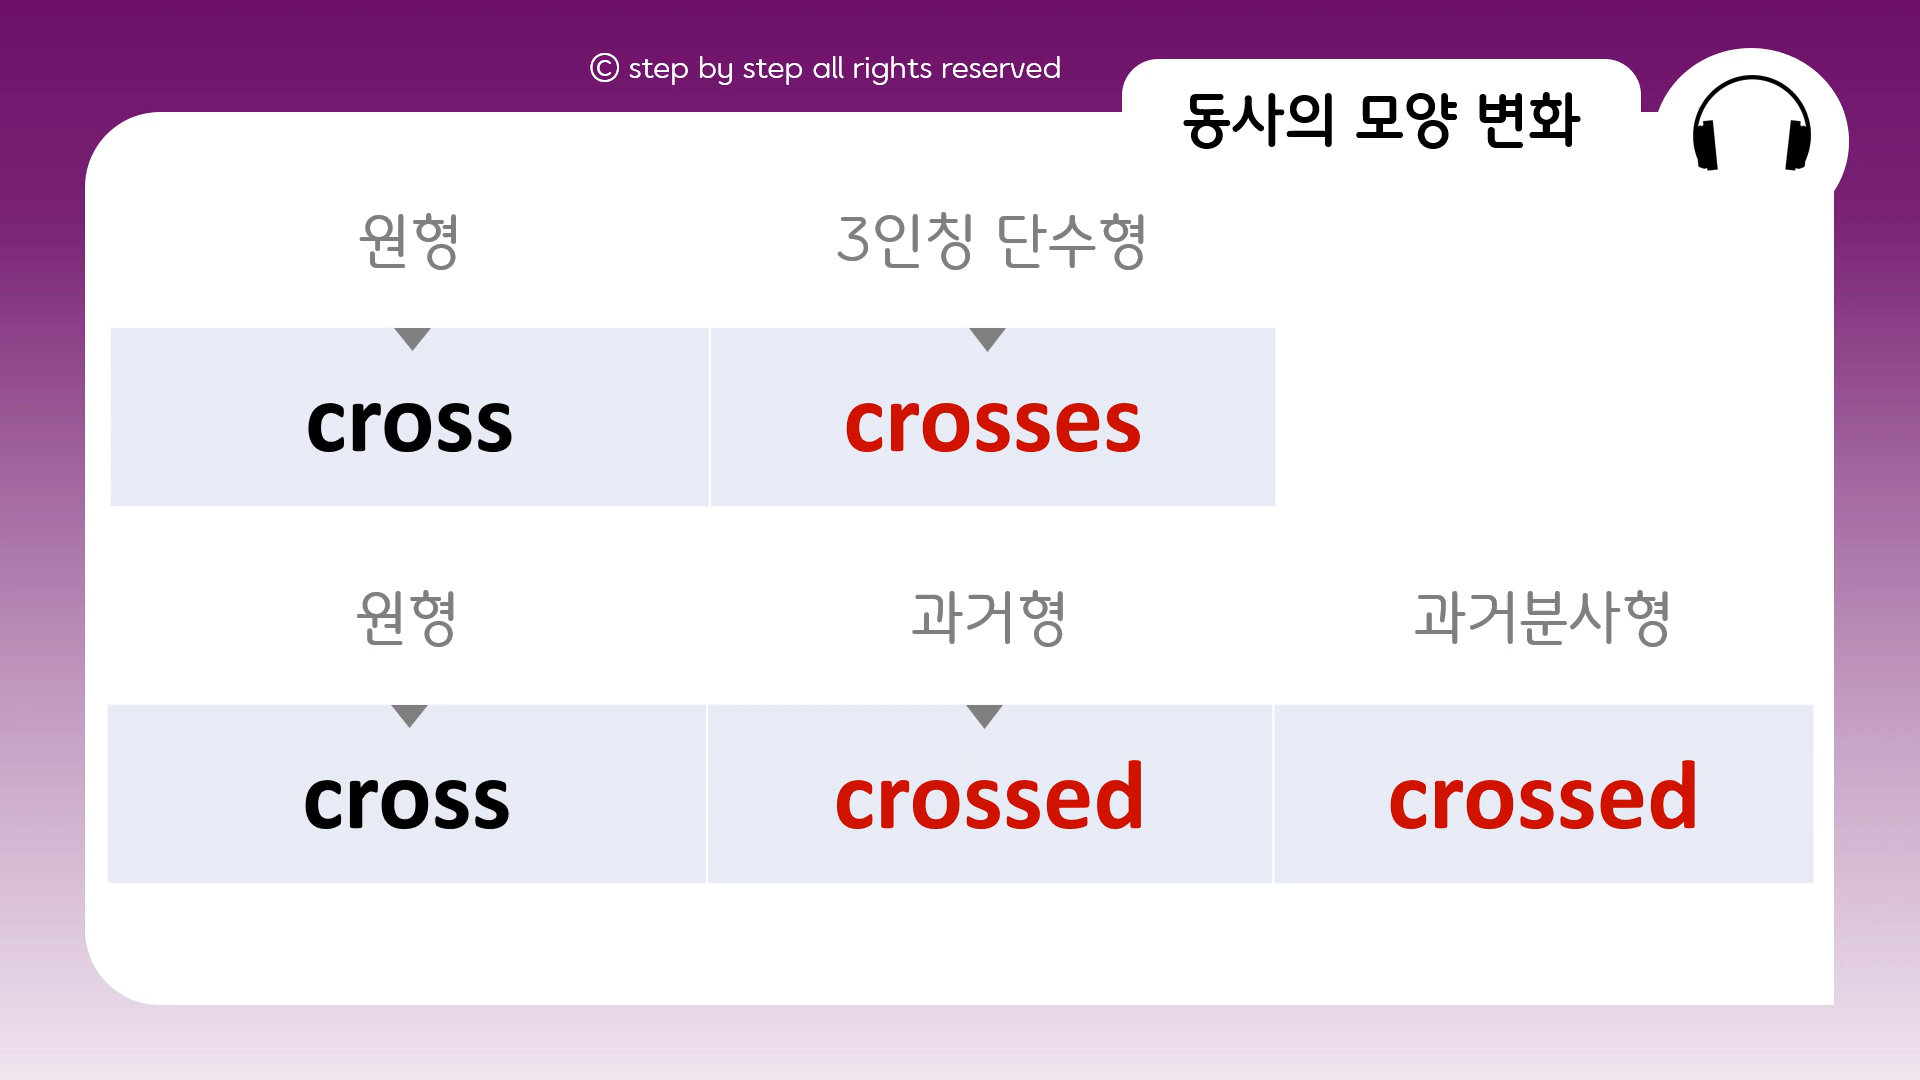 © step by step all rights reserved
동사의 모양 변화
원형 3인칭 단수형
cross crosses
원형 과거형 과거분사형
cross crossed crossed